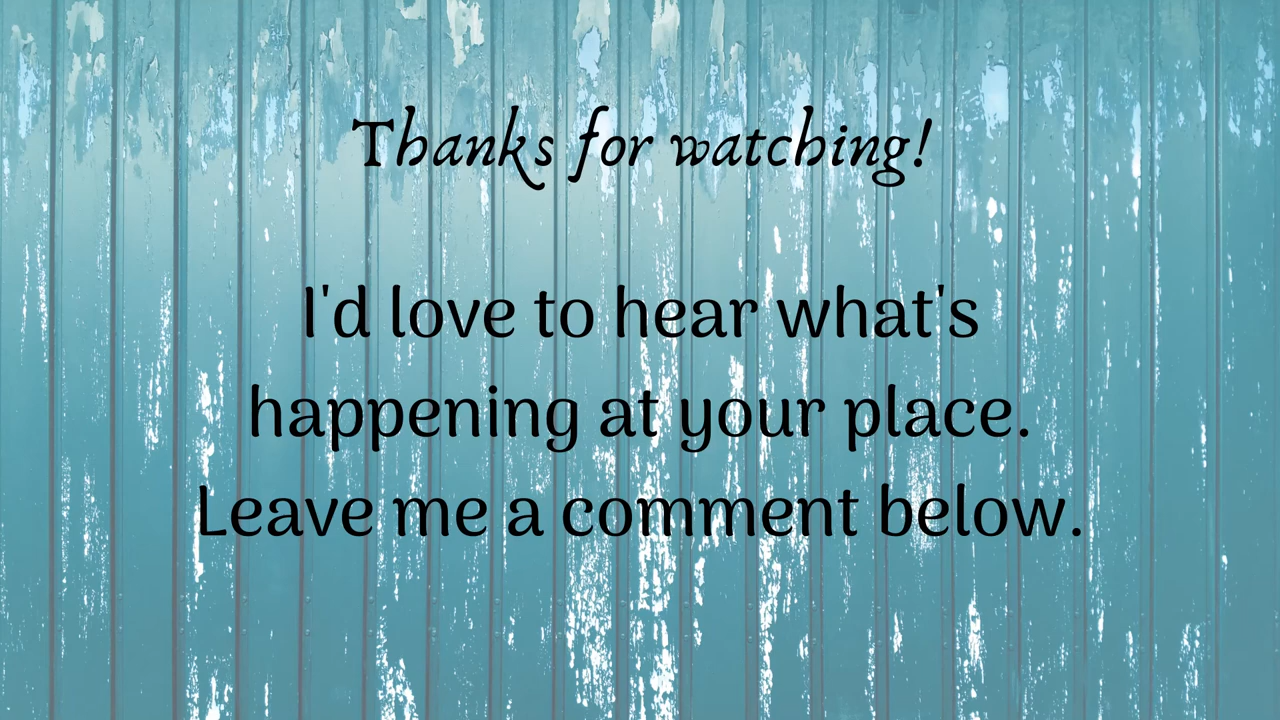 Thanks for watching!
I'd love to hear what's
happening at your place.
Leave me a comment below.